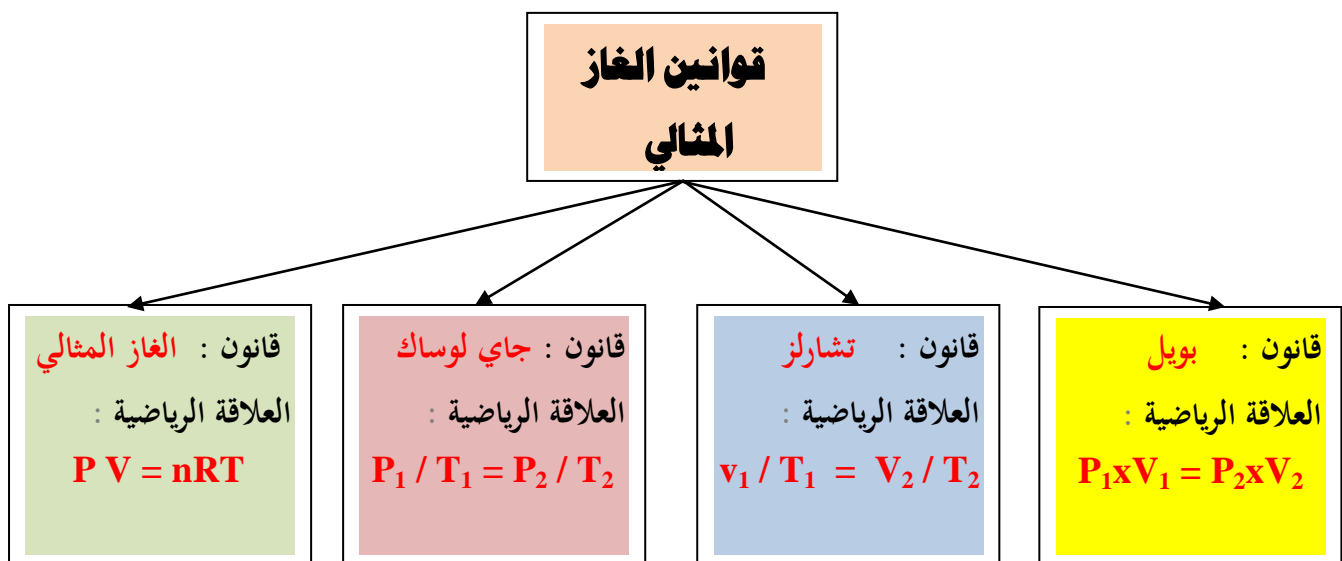 قوانين الغاز
المثالي
قانون : بويل
العلاقة الرياضية :
P₁xV₁ = P₂xV₂
قانون : تشارلز
العلاقة الرياضية :
v₁ / T₁ = V₂ / T₂
قانون : جاي لوساك
العلاقة الرياضية :
P₁ / T₁ = P₂ / T₂
قانون : الغاز المثالي
العلاقة الرياضية :
P V = nRT